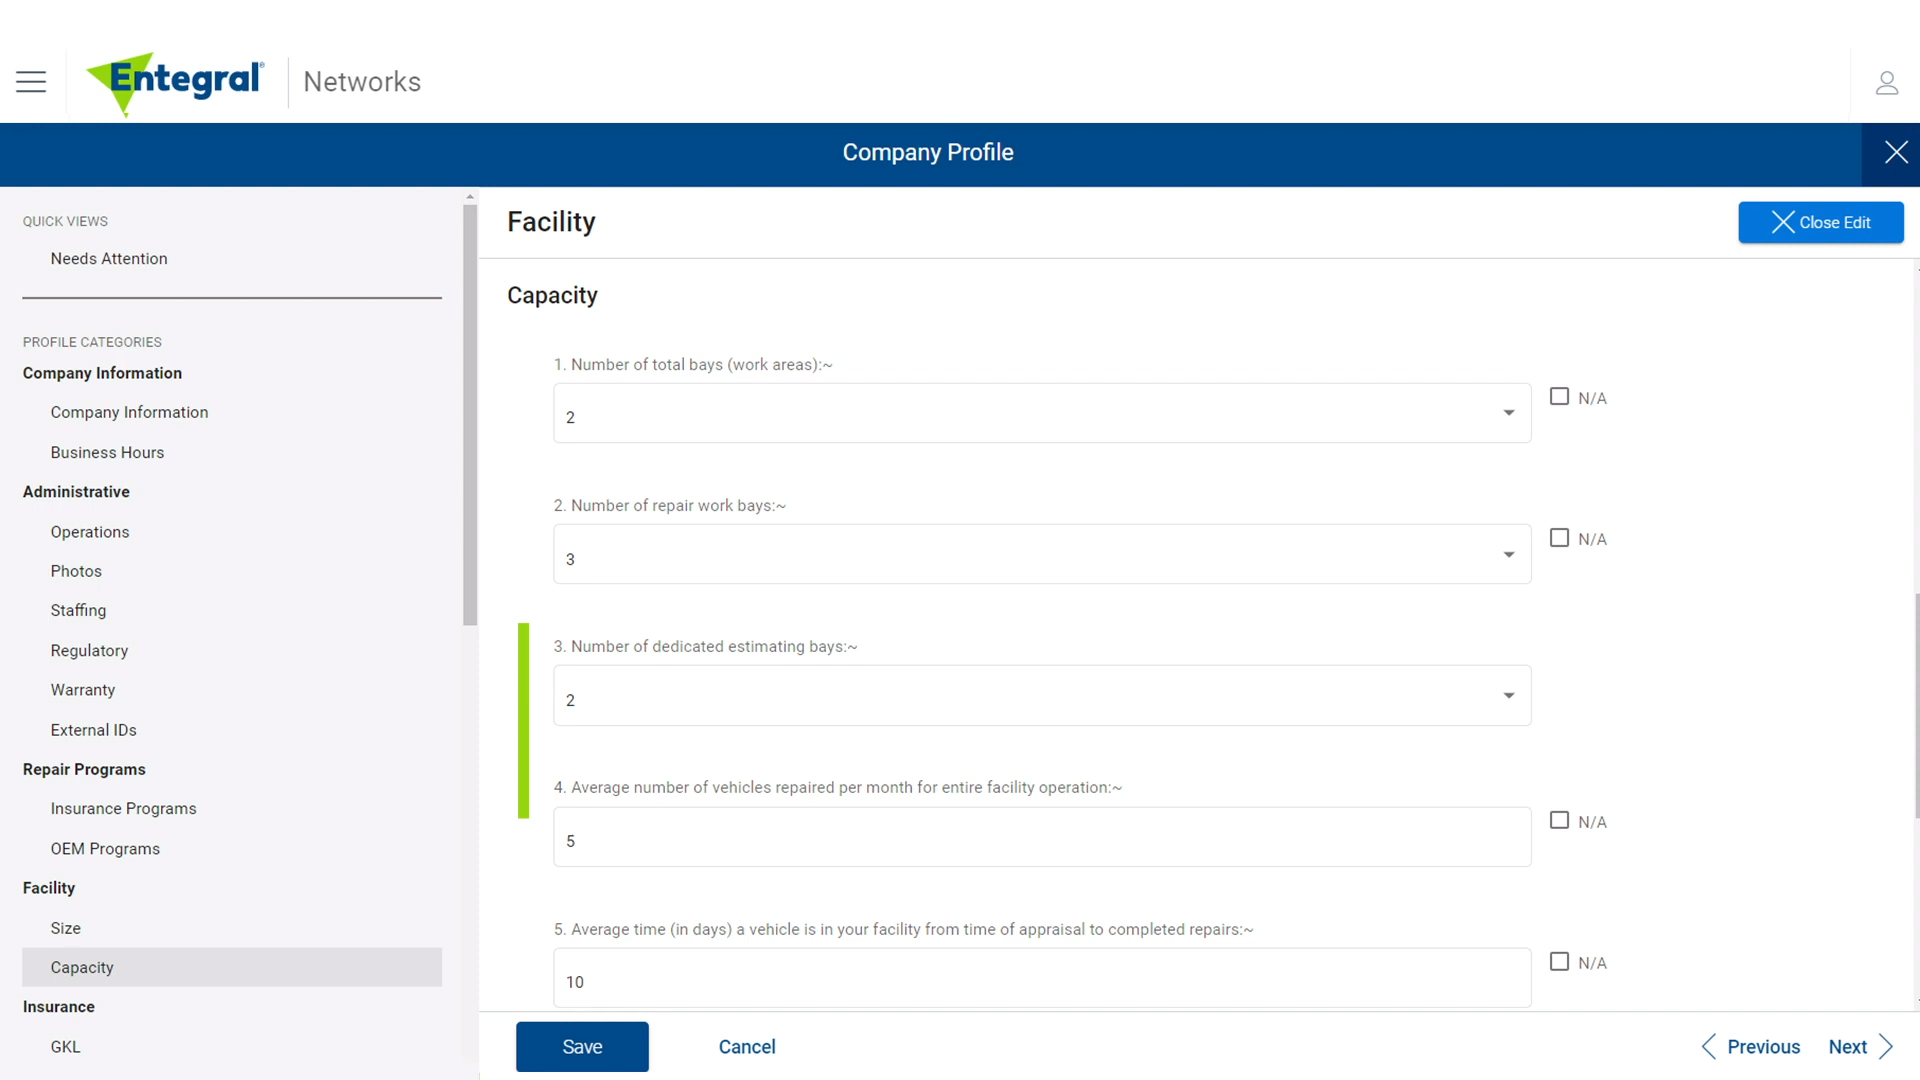 Entegral®
Networks
Company Profile
QUICK VIEWS
Needs Attention
PROFILE CATEGORIES
Company Information
Company Information
Business Hours
Administrative
Operations
Photos
Staffing
Regulatory
Warranty
External IDs
Repair Programs
Insurance Programs
OEM Programs
Facility
Size
Capacity
Insurance
GKL
Facility
Close Edit
Capacity
1. Number of total bays (work areas):~
2
N/A
2. Number of repair work bays:~
3
N/A
3. Number of dedicated estimating bays:~
2
4. Average number of vehicles repaired per month for entire facility operation:~
5
N/A
5. Average time (in days) a vehicle is in your facility from time of appraisal to completed repairs:~
10
N/A
Save
Cancel
Previous
Next